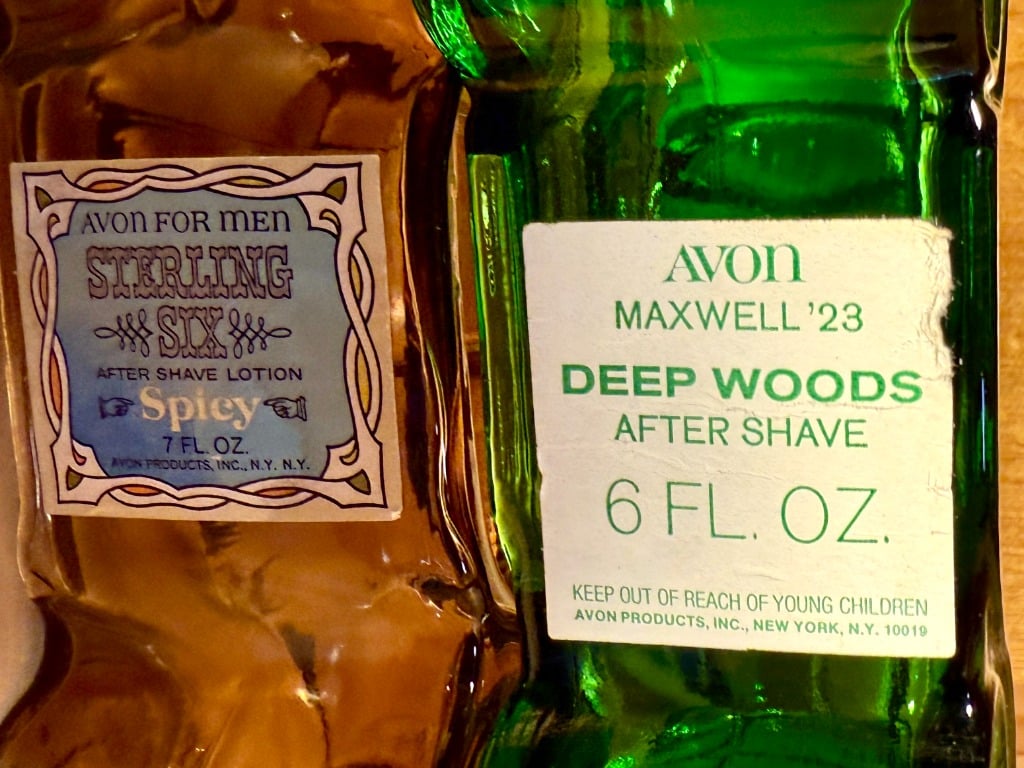 AVON FOR MEN
STERLING
SIX
AFTER SHAVE LOTION
Spicy
7 FL. OZ.
AVON PRODUCTS, INC., N.Y. N.Y.
AVON
MAXWELL '23
DEEP WOODS
AFTER SHAVE
6 FL. OZ.
KEEP OUT OF REACH OF YOUNG CHILDREN
AVON PRODUCTS, INC., NEW YORK, N.Y. 10019